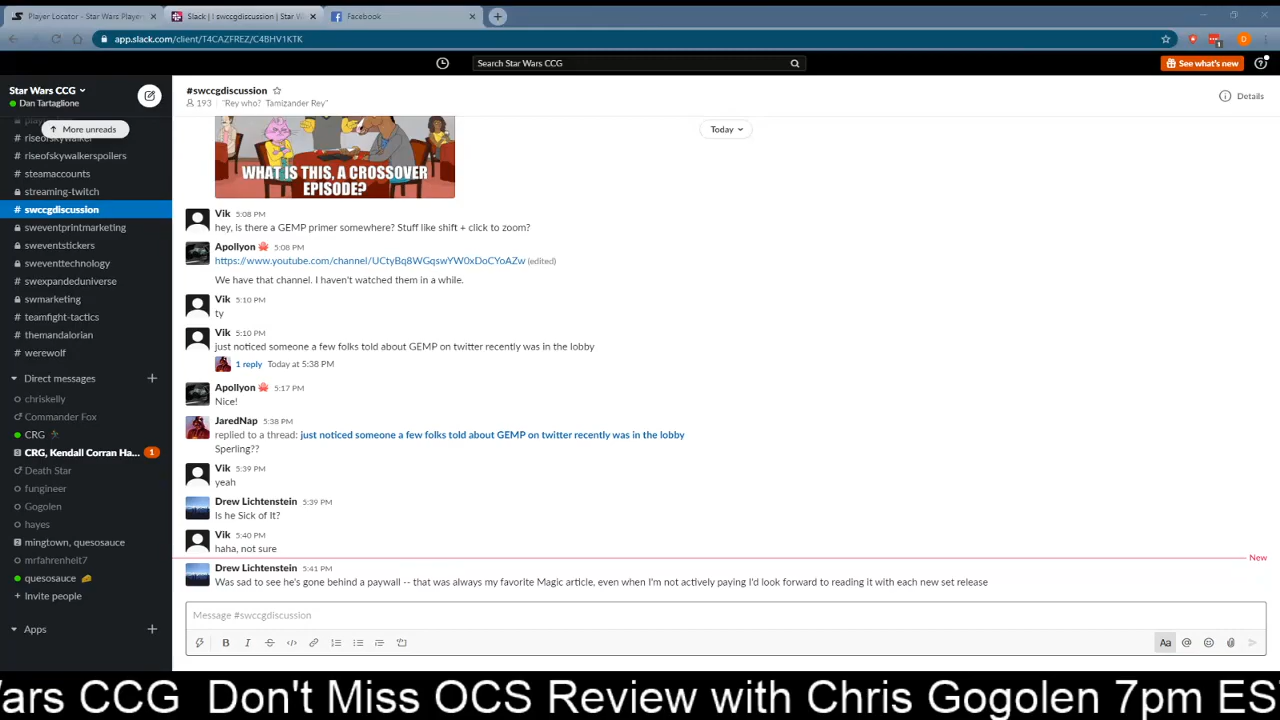 Player Locator - Star Wars Player
Slack | swccgdiscussion | Star W
Facebook
app.slack.com/client/T4CAZFREZ/C4BHV1KTK
Search Star Wars CCG
See what's new
Star Wars CCG
Dan Tartaglione
More unreads
riseofskywalker
riseofskywalkerspoilers
steamaccounts
streaming-twitch
# swccgdiscussion
sweventprintmarketing
# sweventstickers
sweventtechnology
# swexpandeduniverse
swmarketing
# teamfight-tactics
# themandalorian
# werewolf
Direct messages
chriskelly
Commander Fox
CRG
CRG, Kendall Corran Ha... 1
Death Star
fungineer
Gogolen
hayes
mingtown, quesosauce
mrfahrenheit7
quesosauce
+ Invite people
Apps
#swccgdiscussion
193 | "Rey who? Tamizander Rey"
Details
Today
WHAT IS THIS, A CROSSOVER
EPISODE?
Vik 5:08 PM
hey, is there a GEMP primer somewhere? Stuff like shift + click to zoom?
Apollyon 5:08 PM
https://www.youtube.com/channel/UCtyBq8WGqswYW0xDoCYoAZw (edited)
We have that channel. I haven't watched them in a while.
Vik 5:10 PM
ty
Vik 5:10 PM
just noticed someone a few folks told about GEMP on twitter recently was in the lobby
1 reply Today at 5:38 PM
Apollyon 5:17 PM
Nice!
JaredNap 5:38 PM
replied to a thread: just noticed someone a few folks told about GEMP on twitter recently was in the lobby
Sperling??
Vik 5:39 PM
yeah
Drew Lichtenstein 5:39 PM
Is he Sick of It?
Vik 5:40 PM
haha, not sure
New
Drew Lichtenstein 5:41 PM
Was sad to see he's gone behind a paywall -- that was always my favorite Magic article, even when I'm not actively paying I'd look forward to reading it with each new set release
Message #swccgdiscussion
B I S </> Aa @
Wars CCG Don't Miss OCS Review with Chris Gogolen 7pm EST